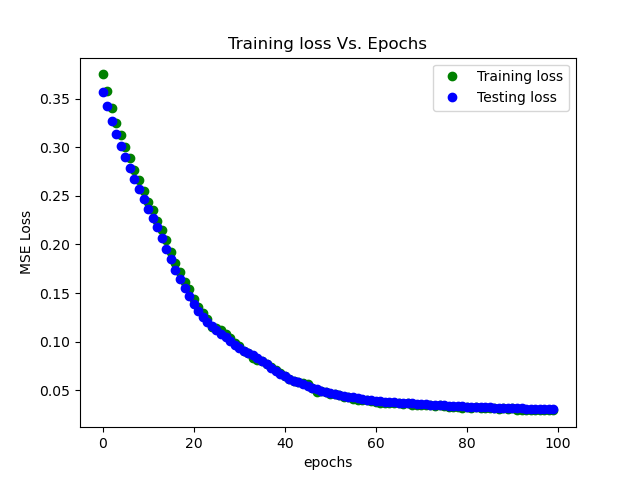 Training loss Vs. Epochs
Training loss
Testing loss
MSE Loss
0.35
0.30
0.25
0.20
0.15
0.10
0.05
0 20 40 60 80 100
epochs